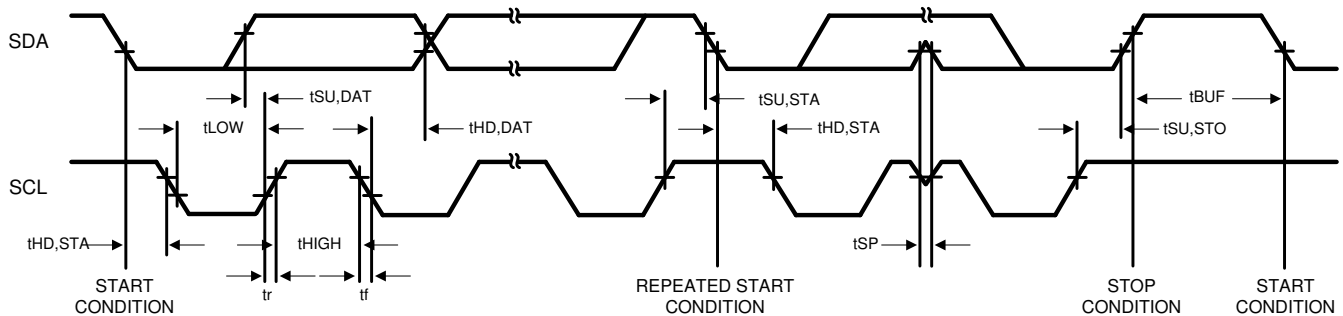 SDA
tSU,DAT
tSU,STA
tBUF
tLOW
tHD,DAT
tHD,STA
tSU,STO
SCL
tHD,STA
tHIGH
tSP
tr
tf
START
CONDITION
REPEATED START
CONDITION
STOP
CONDITION
START
CONDITION